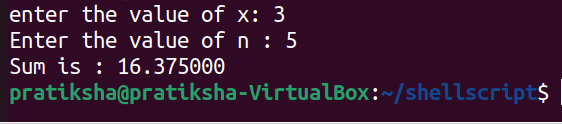 enter the value of x: 3
Enter the value of n : 5
Sum is : 16.375000
pratiksha@pratiksha-VirtualBox:~/shellscript$